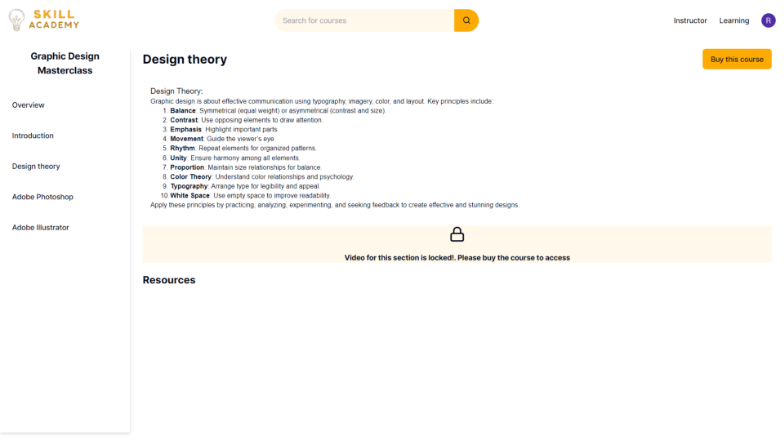 SKILL
ACADEMY
Search for courses
Instructor
Learning
R
Graphic Design
Masterclass
Overview
Introduction
Design theory
Adobe Photoshop
Adobe Illustrator
Design theory
Buy this course
Design Theory:
Graphic design is about effective communication using typography, imagery, color, and layout. Key principles include:
1. Balance: Symmetrical (equal weight) or asymmetrical (contrast and size).
2. Contrast: Use opposing elements to draw attention.
3. Emphasis: Highlight important parts.
4. Movement: Guide the viewer's eye.
5. Rhythm: Repeat elements for organized patterns.
6. Unity: Ensure harmony among all elements.
7. Proportion: Maintain size relationships for balance.
8. Color Theory: Understand color relationships and psychology.
9. Typography: Arrange type for legibility and appeal.
10. White Space: Use empty space to improve readability.
Apply these principles by practicing, analyzing, experimenting, and seeking feedback to create effective and stunning designs.
Video for this section is locked!. Please buy the course to access
Resources